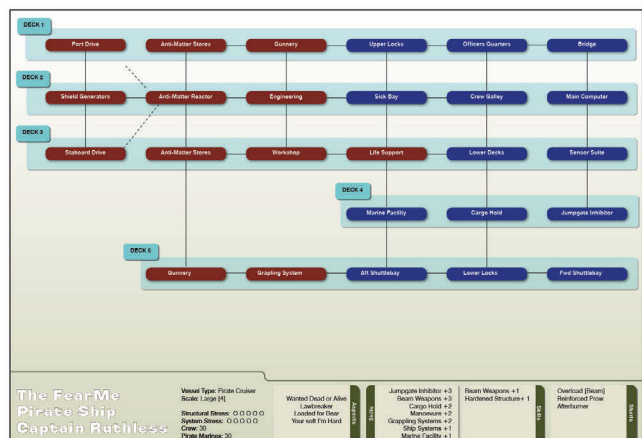 DECK 1
Port Drive Anti-Matter Stores Gunnery Upper Locks Officers Quarters Bridge
DECK 2
Shield Generators Anti-Matter Reactor Engineering Sick Bay Crew Galley Main Computer
DECK 3
Staboard Drive Anti-Matter Stores Workshop Life Support Lower Decks Sensor Suite
DECK 4
Marine Facility Cargo Hold Jumpgate Inhibitor
DECK 5
Gunnery Grapling System Aft Shuttlebay Lower Locks Fwd Shuttlebay
The FearMe
Pirate Ship
Captain Ruthless
Vessel Type: Pirate Cruiser
Scale: Large [4]
Structural Stress: O O O O O
System Stress: O O O O O
Crew: 30
Pirate Marines: 30
Wanted Dead or Alive
Lawbreaker
Loaded for Bear
Your soft I'm Hard
Aspects
Jumpgate Inhibitor +3
Beam Weapons +3
Cargo Hold +2
Manoeuvre +2
Grappling Systems +2
Ship Systems +1
Marine Facility +1
Skills
Beam Weapons +1
Hardened Structure+ 1
Skills
Overload [Beam]
Reinforced Prow
Afterburner
Stunts